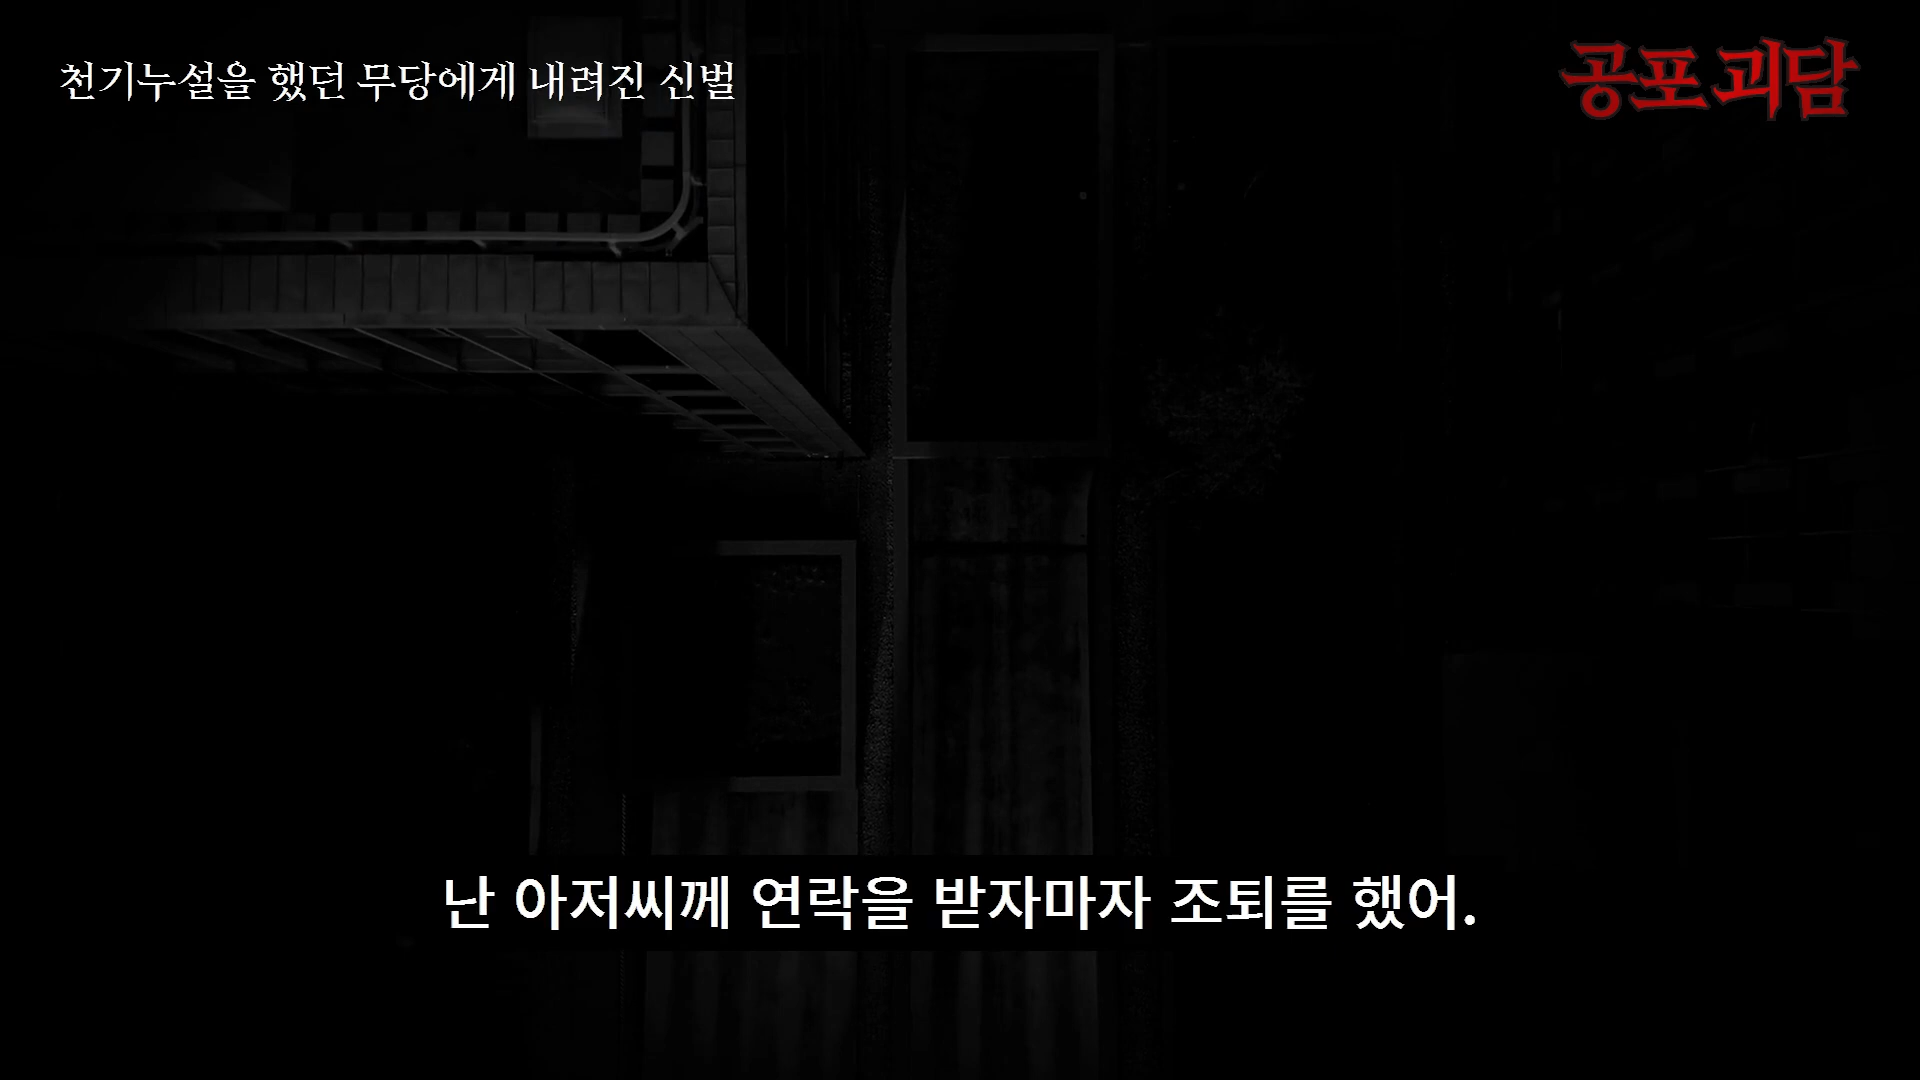 천기누설을 했던 무당에게 내려진 신벌
공포 괴담
난 아저씨께 연락을 받자마자 조퇴를 했어.